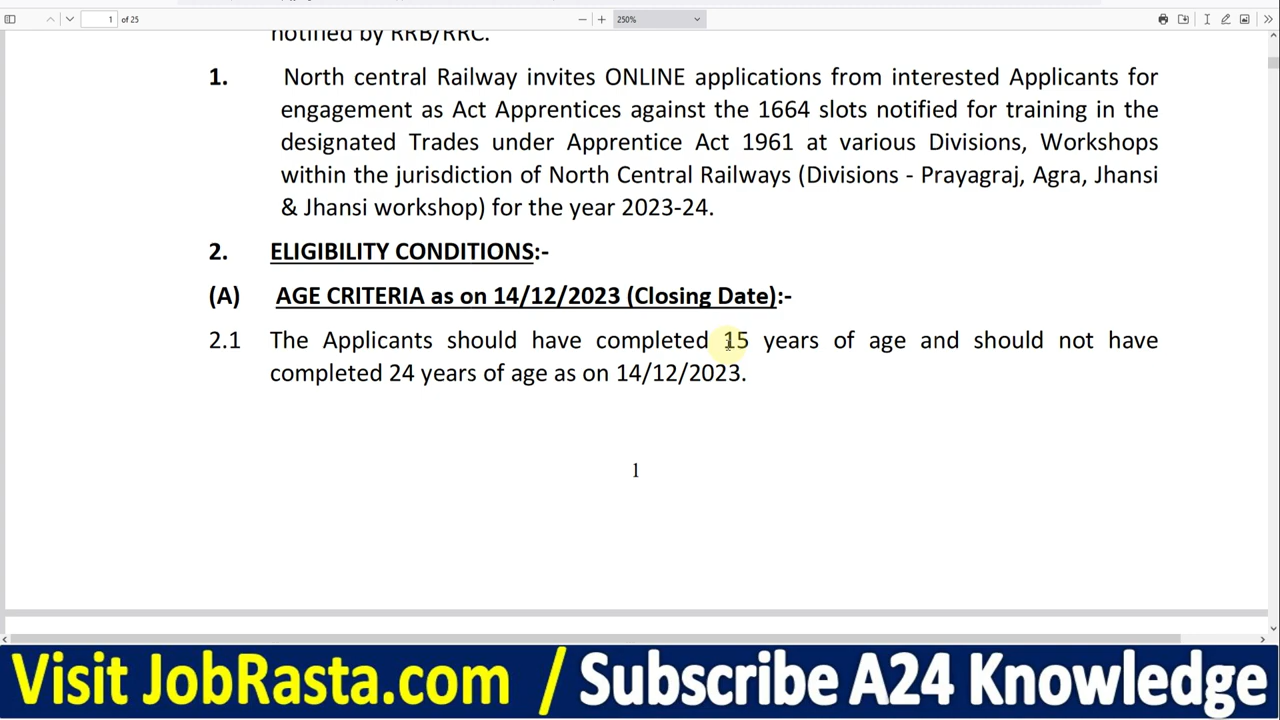 1 of 25
250%
notified by RRB/RRC.
1. North central Railway invites ONLINE applications from interested Applicants for
engagement as Act Apprentices against the 1664 slots notified for training in the
designated Trades under Apprentice Act 1961 at various Divisions, Workshops
within the jurisdiction of North Central Railways (Divisions - Prayagraj, Agra, Jhansi
& Jhansi workshop) for the year 2023-24.
2. ELIGIBILITY CONDITIONS:-
(A) AGE CRITERIA as on 14/12/2023 (Closing Date):-
2.1 The Applicants should have completed 15 years of age and should not have
completed 24 years of age as on 14/12/2023.
1
Visit JobRasta.com / Subscribe A24 Knowledge